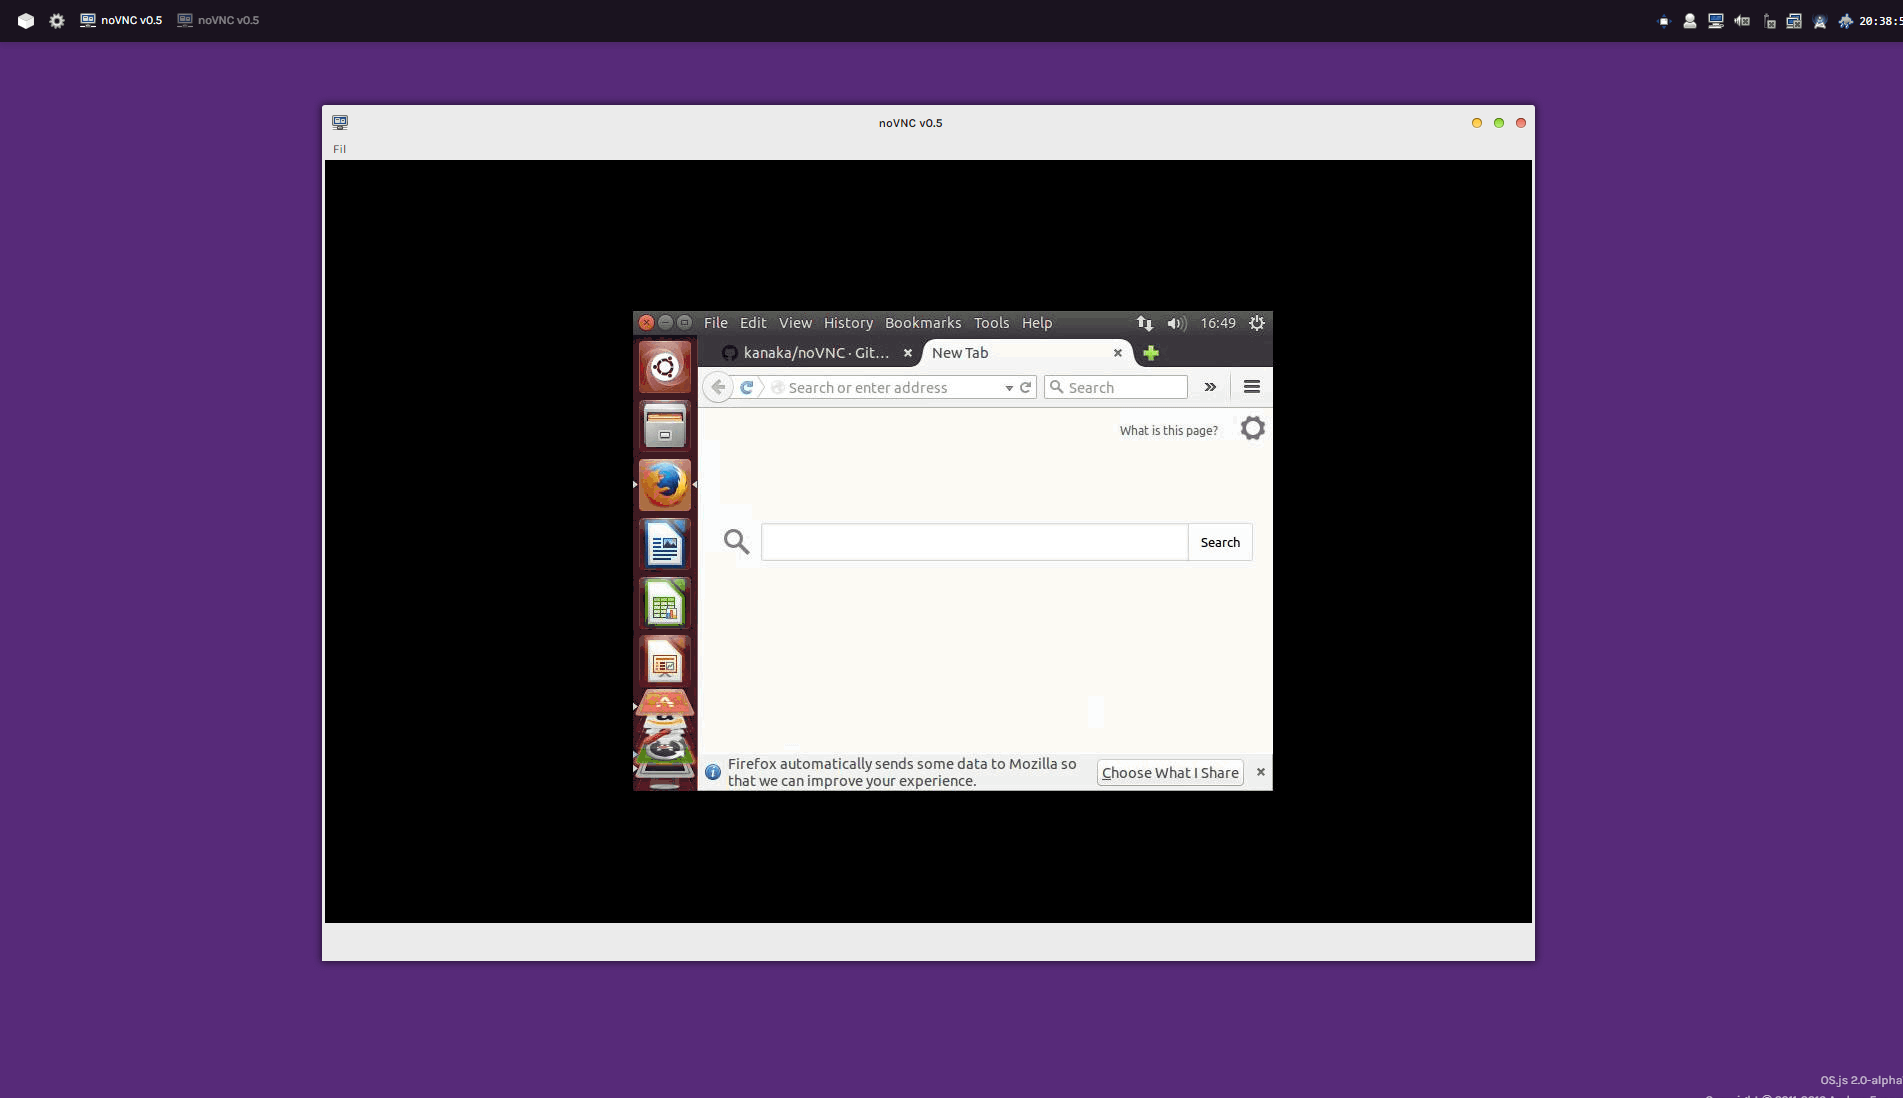 noVNC v0.5
noVNC v0.5
20:38:5
noVNC v0.5
Fil
File Edit View History Bookmarks Tools Help
16:49
kanaka/noVNC · Git...
New Tab
Search or enter address
Search
What is this page?
Search
Firefox automatically sends some data to Mozilla so
that we can improve your experience.
Choose What I Share
OS.js 2.0-alpha